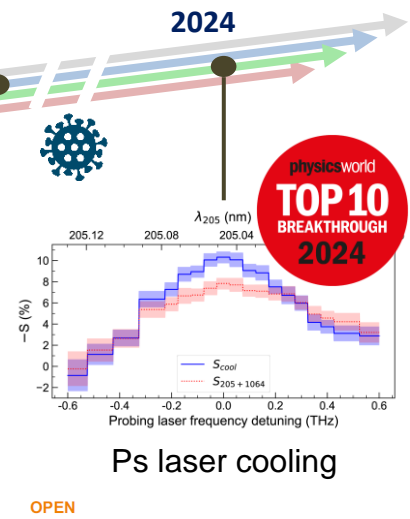 2024
physicsworld
TOP 10
BREAKTHROUGH
2024
λ205 (nm)
205.12 205.08 205.04
−S (%)
10
8
6
4
2
0
−2
Scool
S205 + 1064
-0.6 -0.4 -0.2 0.0 0.2 0.4 0.6
Probing laser frequency detuning (THz)
Ps laser cooling
OPEN